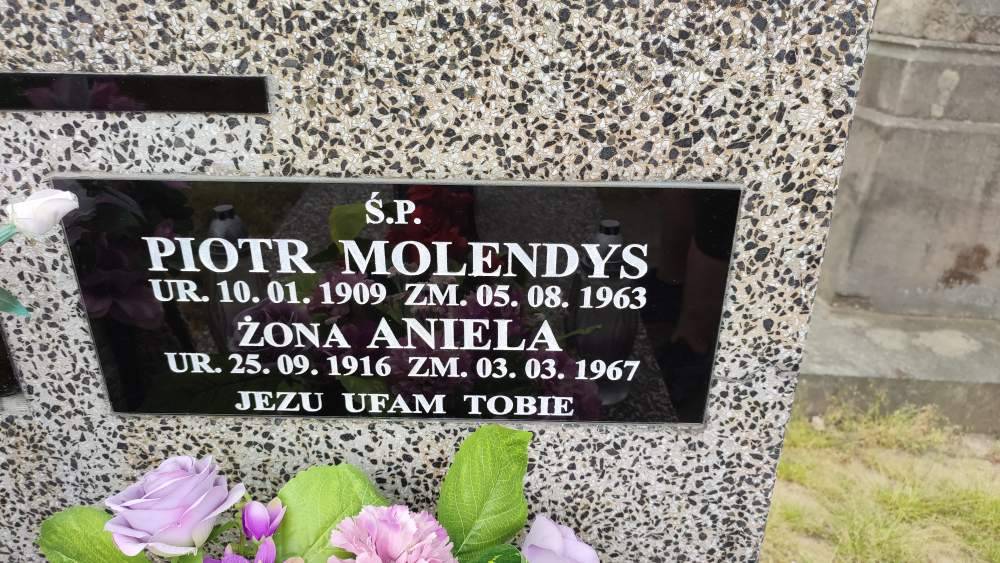 Ś.P.
PIOTR MOLENDYS
UR. 10. 01. 1909 ZM. 05. 08. 1963
ŻONA ANIELA
UR. 25. 09. 1916 ZM. 03. 03. 1967
JEZU UFAM TOBIE